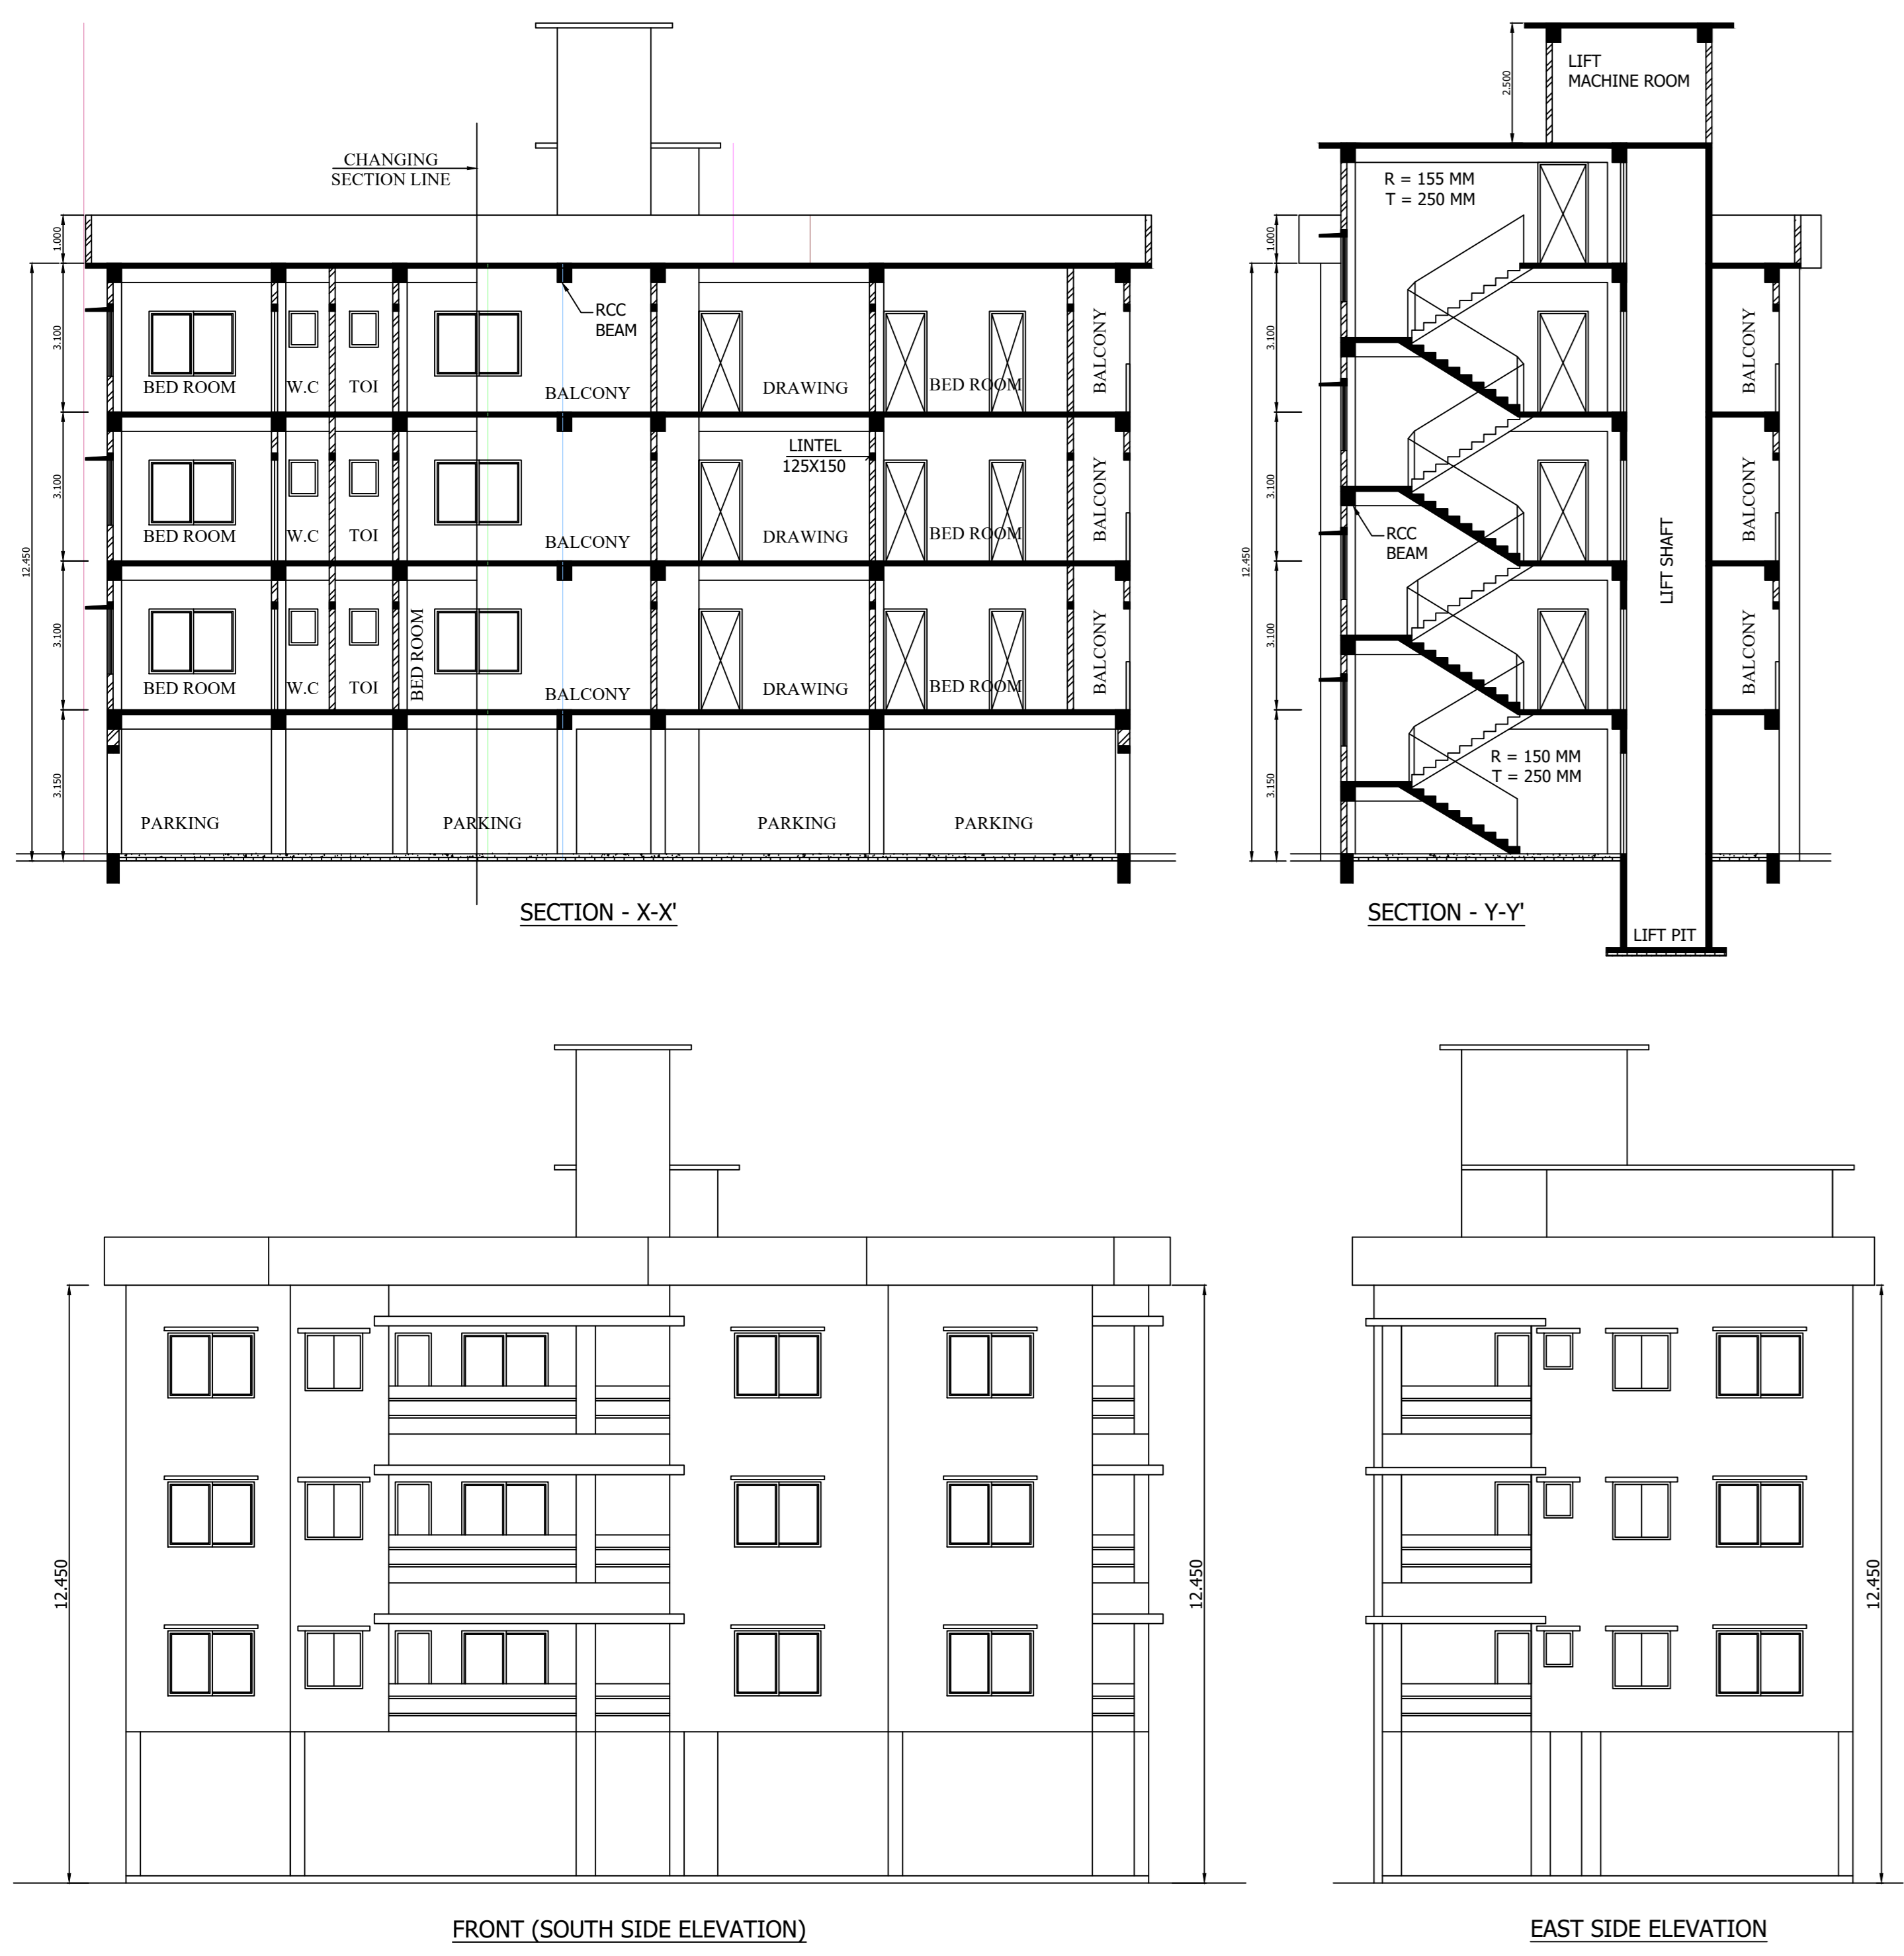 2.500
LIFT
MACHINE ROOM
CHANGING
SECTION LINE
R = 155 MM
T = 250 MM
1.000
1.000
3.100
RCC
BEAM
BED ROOM
W.C
TOI
BALCONY
DRAWING
BED ROOM
BALCONY
3.100
BALCONY
3.100
LINTEL
125X150
BED ROOM
W.C
TOI
BALCONY
DRAWING
BED ROOM
BALCONY
3.100
RCC
BEAM
LIFT SHAFT
BALCONY
12.450
12.450
3.100
BED ROOM
W.C
TOI
BED ROOM
BALCONY
DRAWING
BED ROOM
BALCONY
3.100
BALCONY
3.150
PARKING
PARKING
PARKING
PARKING
3.150
R = 150 MM
T = 250 MM
SECTION - X-X'
SECTION - Y-Y'
LIFT PIT
12.450
12.450
12.450
FRONT (SOUTH SIDE ELEVATION)
EAST SIDE ELEVATION